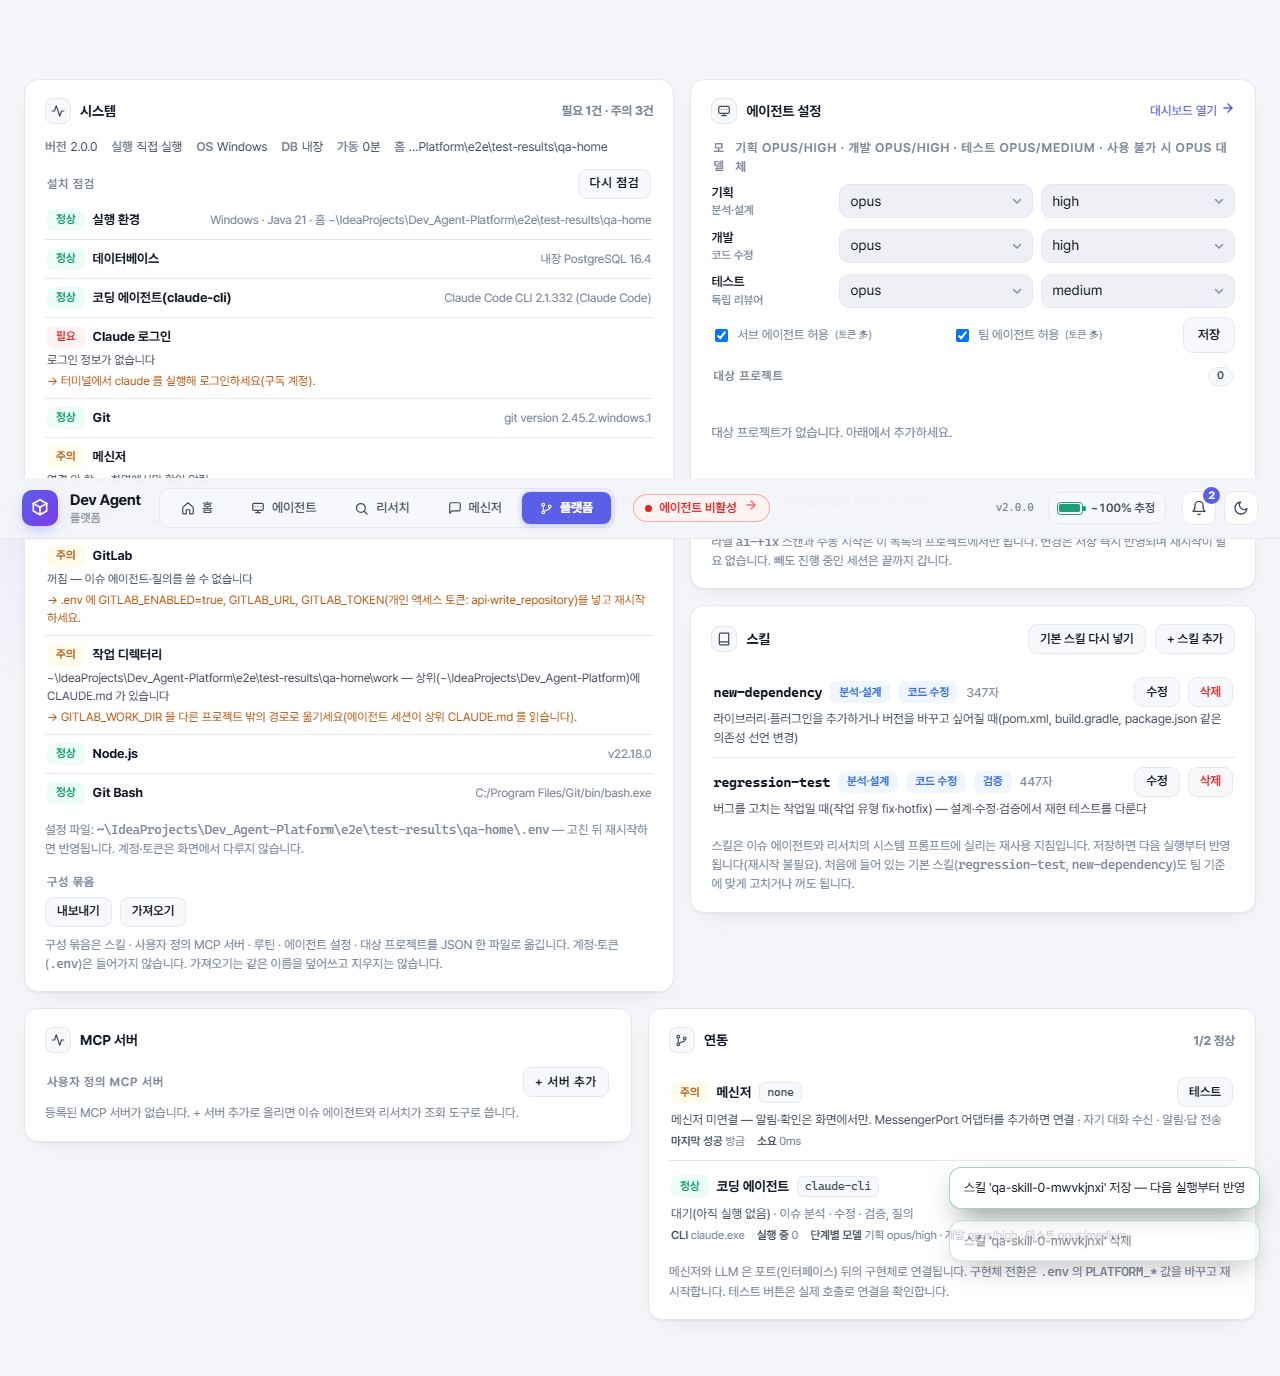 시스템
필요 1건 · 주의 3건
버전 2.0.0 실행 직접 실행 OS Windows DB 내장 가동 0분 홈 ...Platform\e2e\test-results\qa-home
설치 점검
다시 점검
정상 실행 환경 Windows · Java 21 · 홈 ~\IdeaProjects\Dev_Agent-Platform\e2e\test-results\qa-home
정상 데이터베이스 내장 PostgreSQL 16.4
정상 코딩 에이전트(claude-cli) Claude Code CLI 2.1.332 (Claude Code)
필요 Claude 로그인
로그인 정보가 없습니다
→ 터미널에서 claude 를 실행해 로그인하세요(구독 계정).
정상 Git git version 2.45.2.windows.1
주의 메신저
에이전트 설정
대시보드 열기 →
모델 기획 OPUS/HIGH · 개발 OPUS/HIGH · 테스트 OPUS/MEDIUM · 사용 불가 시 OPUS 대체
기획 opus high
분석·설계
개발 opus high
코드 수정
테스트 opus medium
독립 리뷰어
서브 에이전트 허용 (토큰 多) 팀 에이전트 허용 (토큰 多) 저장
대상 프로젝트 0
대상 프로젝트가 없습니다. 아래에서 추가하세요.
Dev Agent
플랫폼
홈 에이전트 리서치 메신저 플랫폼
에이전트 비활성 →
v2.0.0
~100% 추정
2
주의 GitLab
꺼짐 — 이슈 에이전트·질의를 쓸 수 없습니다
→ .env 에 GITLAB_ENABLED=true, GITLAB_URL, GITLAB_TOKEN(개인 액세스 토큰: api·write_repository)을 넣고 재시작
하세요.
주의 작업 디렉터리
~\IdeaProjects\Dev_Agent-Platform\e2e\test-results\qa-home\work — 상위(~\IdeaProjects\Dev_Agent-Platform)에
CLAUDE.md 가 있습니다
→ GITLAB_WORK_DIR 을 다른 프로젝트 밖의 경로로 옮기세요(에이전트 세션이 상위 CLAUDE.md 를 읽습니다).
정상 Node.js v22.18.0
정상 Git Bash C:/Program Files/Git/bin/bash.exe
설정 파일: ~\IdeaProjects\Dev_Agent-Platform\e2e\test-results\qa-home\.env — 고친 뒤 재시작하
면 반영됩니다. 계정·토큰은 화면에서 다루지 않습니다.
구성 묶음
내보내기 가져오기
구성 묶음은 스킬 · 사용자 정의 MCP 서버 · 루틴 · 에이전트 설정 · 대상 프로젝트를 JSON 한 파일로 옮깁니다. 계정·토큰
(.env)은 들어가지 않습니다. 가져오기는 같은 이름을 덮어쓰고 지우지는 않습니다.
라벨 ai-fix 스캔과 수동 시작은 이 목록의 프로젝트에서만 됩니다. 변경은 저장 즉시 반영되며 재시작이 필
요 없습니다. 빼도 진행 중인 세션은 끝까지 갑니다.
스킬
기본 스킬 다시 넣기 + 스킬 추가
new-dependency 분석·설계 코드 수정 347자 수정 삭제
라이브러리·플러그인을 추가하거나 버전을 바꾸고 싶어질 때(pom.xml, build.gradle, package.json 같은
의존성 선언 변경)
regression-test 분석·설계 코드 수정 검증 447자 수정 삭제
버그를 고치는 작업일 때(작업 유형 fix·hotfix) — 설계·수정·검증에서 재현 테스트를 다룬다
스킬은 이슈 에이전트와 리서치의 시스템 프롬프트에 실리는 재사용 지침입니다. 저장하면 다음 실행부터 반영
됩니다(재시작 불필요). 처음에 들어 있는 기본 스킬(regression-test, new-dependency)도 팀 기준
에 맞게 고치거나 꺼도 됩니다.
MCP 서버
사용자 정의 MCP 서버 + 서버 추가
등록된 MCP 서버가 없습니다. + 서버 추가로 올리면 이슈 에이전트와 리서치가 조회 도구로 씁니다.
연동
1/2 정상
주의 메신저 none 테스트
메신저 미연결 — 알림·확인은 화면에서만. MessengerPort 어댑터를 추가하면 연결 · 자기 대화 수신 · 알림·답 전송
마지막 성공 방금 소요 0ms
정상 코딩 에이전트 claude-cli
대기(아직 실행 없음) · 이슈 분석 · 수정 · 검증, 질의
CLI claude.exe 실행 중 0 단계별 모델 기획 opus/high · 개발 opus/high · 테스트 opus/medium
스킬 'qa-skill-0-mwvkjnxi' 저장 — 다음 실행부터 반영
스킬 'qa-skill-0-mwvkjnxi' 삭제
메신저와 LLM 은 포트(인터페이스) 뒤의 구현체로 연결됩니다. 구현체 전환은 .env 의 PLATFORM_* 값을 바꾸고 재
시작합니다. 테스트 버튼은 실제 호출로 연결을 확인합니다.